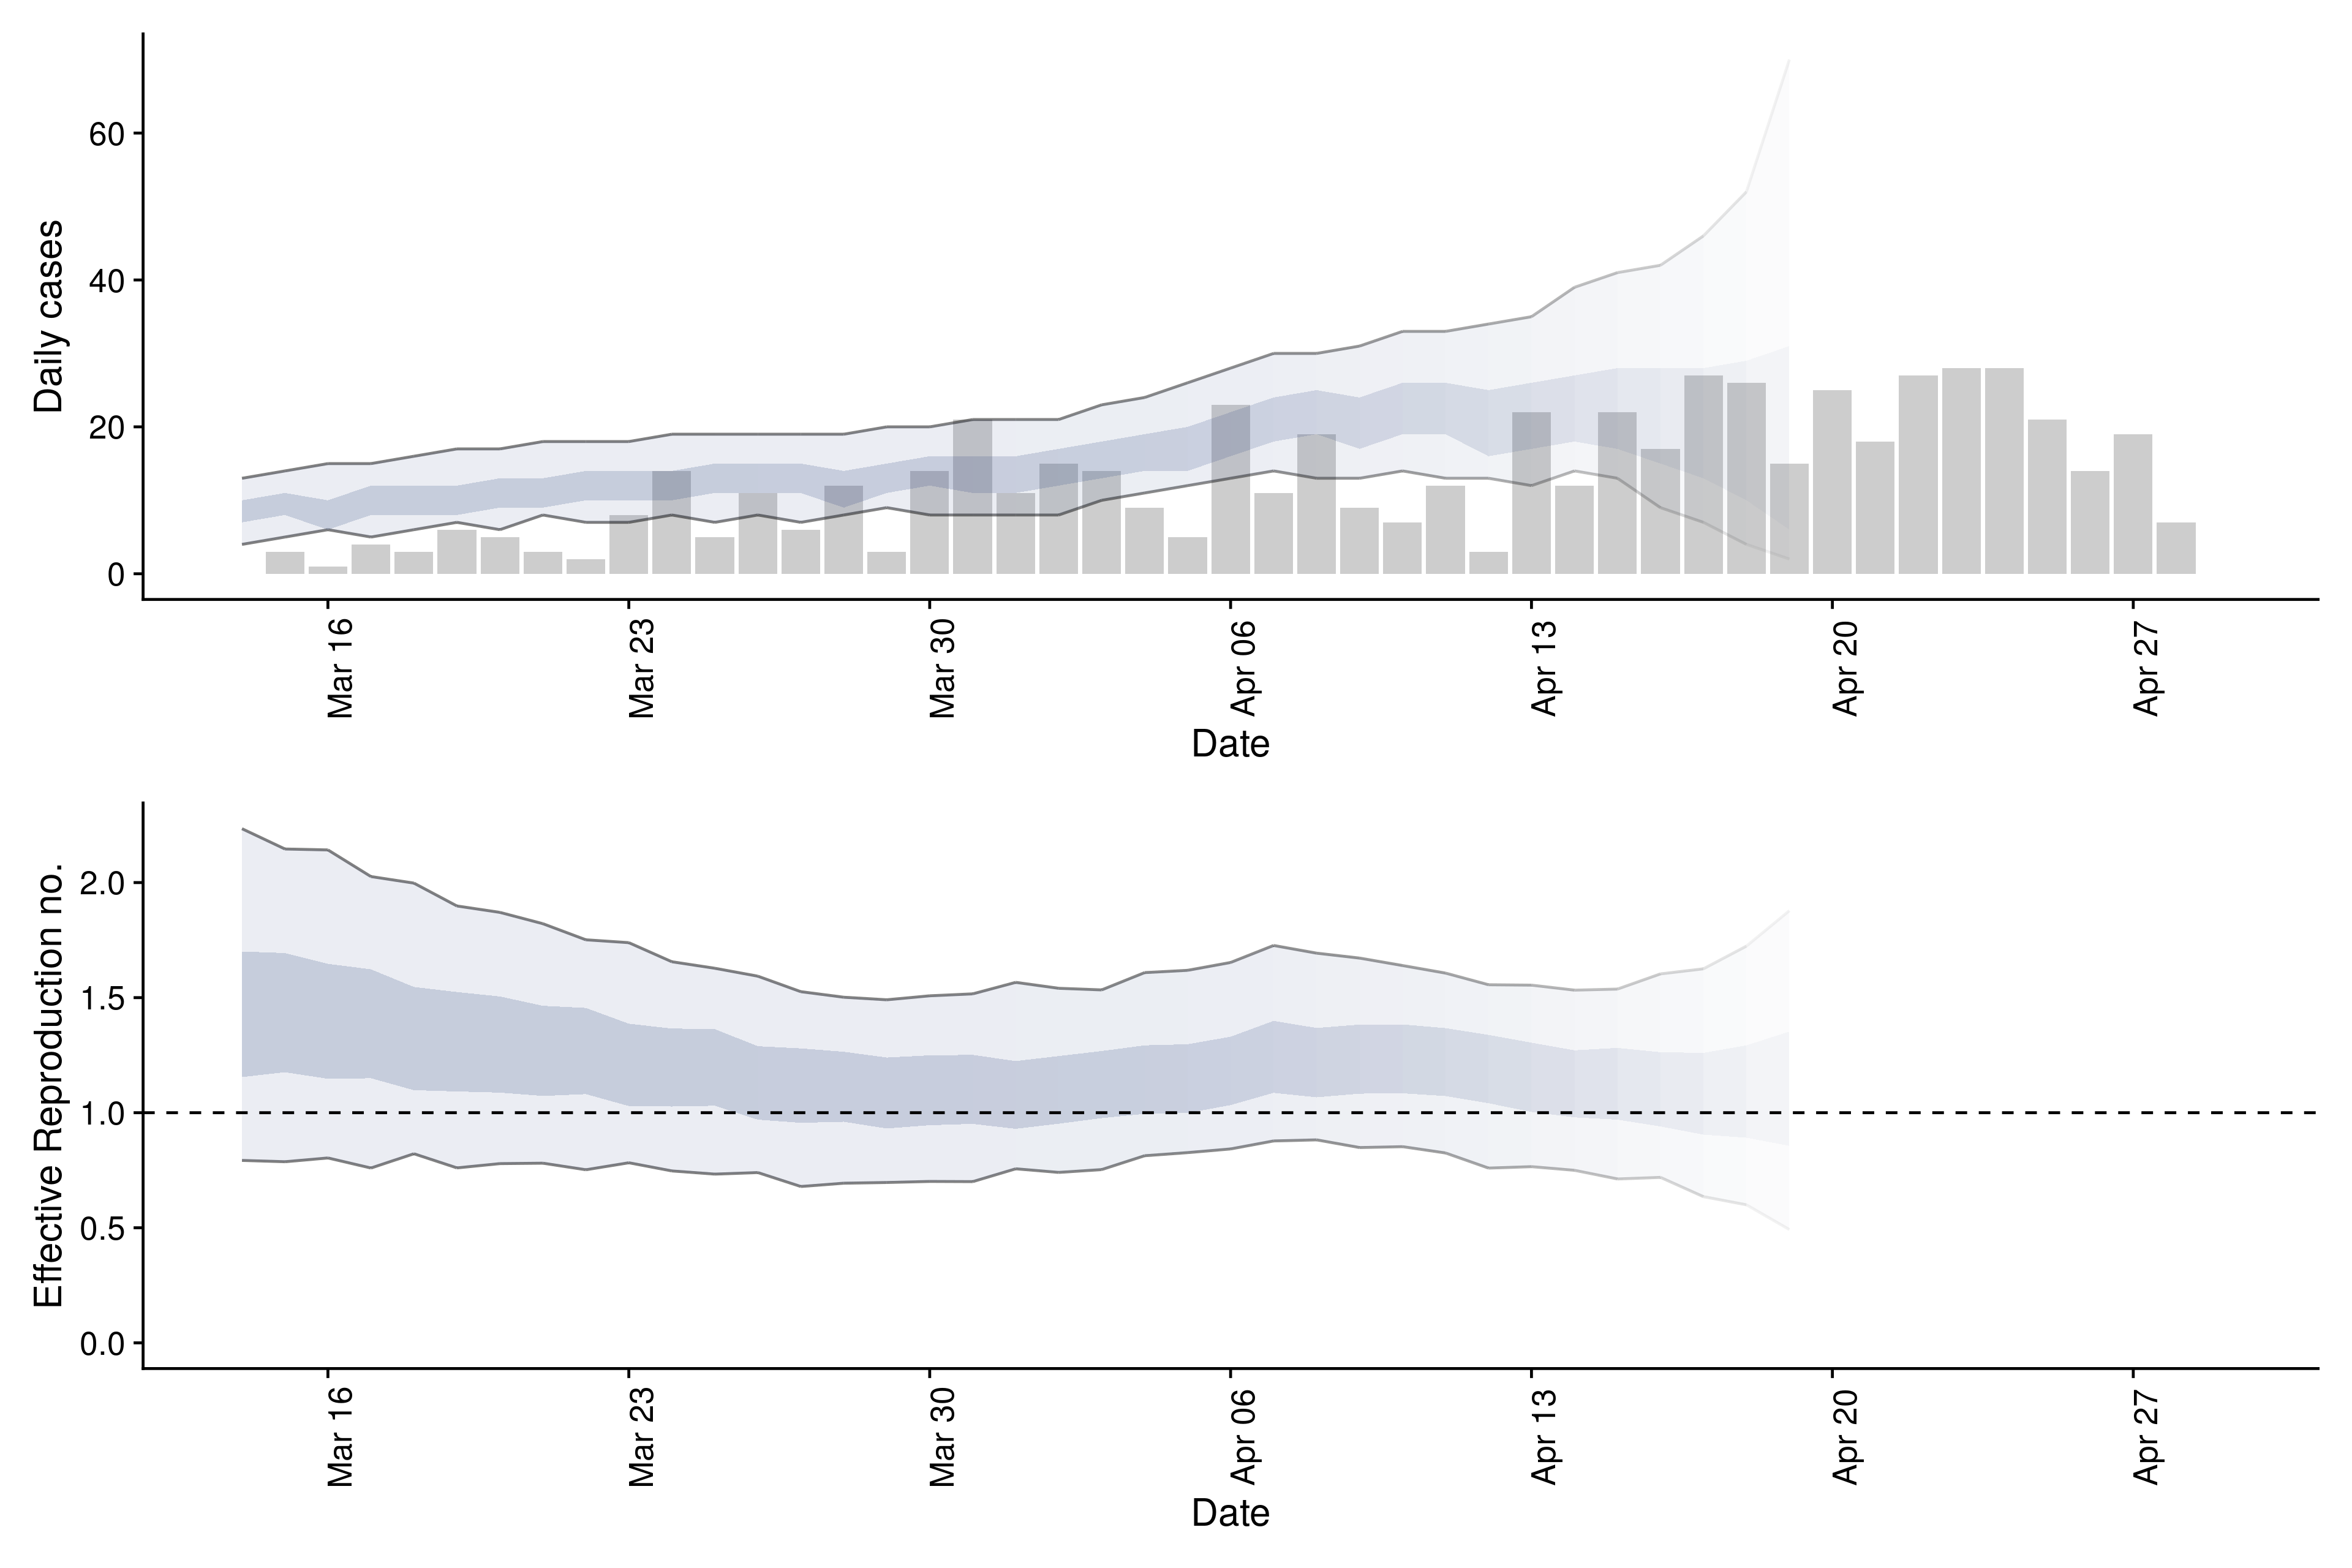 Daily cases
60
40
20
0
Mar 16
Mar 23
Mar 30
Apr 06
Apr 13
Apr 20
Apr 27
Date
Effective Reproduction no.
2.0
1.5
1.0
0.5
0.0
Mar 16
Mar 23
Mar 30
Apr 06
Apr 13
Apr 20
Apr 27
Date